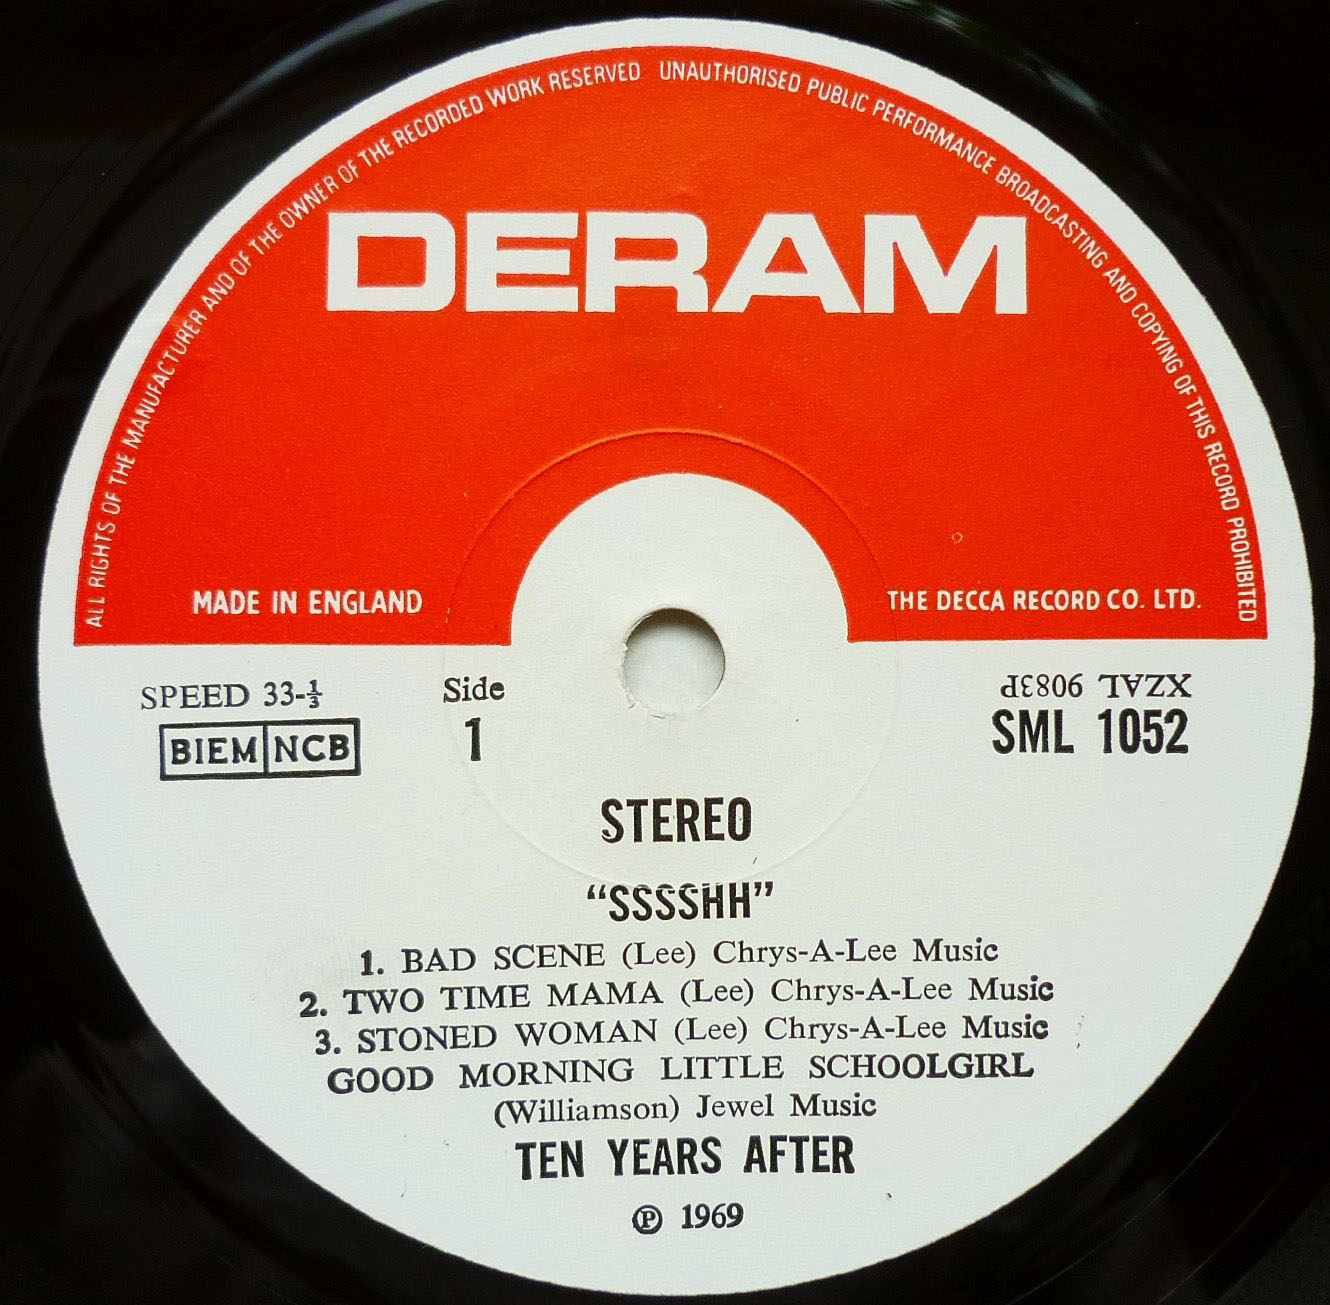 ALL RIGHTS OF THE MANUFACTURER AND OF THE OWNER OF THE RECORDED WORK RESERVED UNAUTHORISED PUBLIC PERFORMANCE BROADCASTING AND COPYING OF THIS RECORD PROHIBITED
DERAM
MADE IN ENGLAND
THE DECCA RECORD CO. LTD.
SPEED 33-⅓
BIEM NCB
Side
1
XZAL 9083P
SML 1052
STEREO
“SSSSHH”
1. BAD SCENE (Lee) Chrys-A-Lee Music
2. TWO TIME MAMA (Lee) Chrys-A-Lee Music
3. STONED WOMAN (Lee) Chrys-A-Lee Music
GOOD MORNING LITTLE SCHOOLGIRL
(Williamson) Jewel Music
TEN YEARS AFTER
℗ 1969